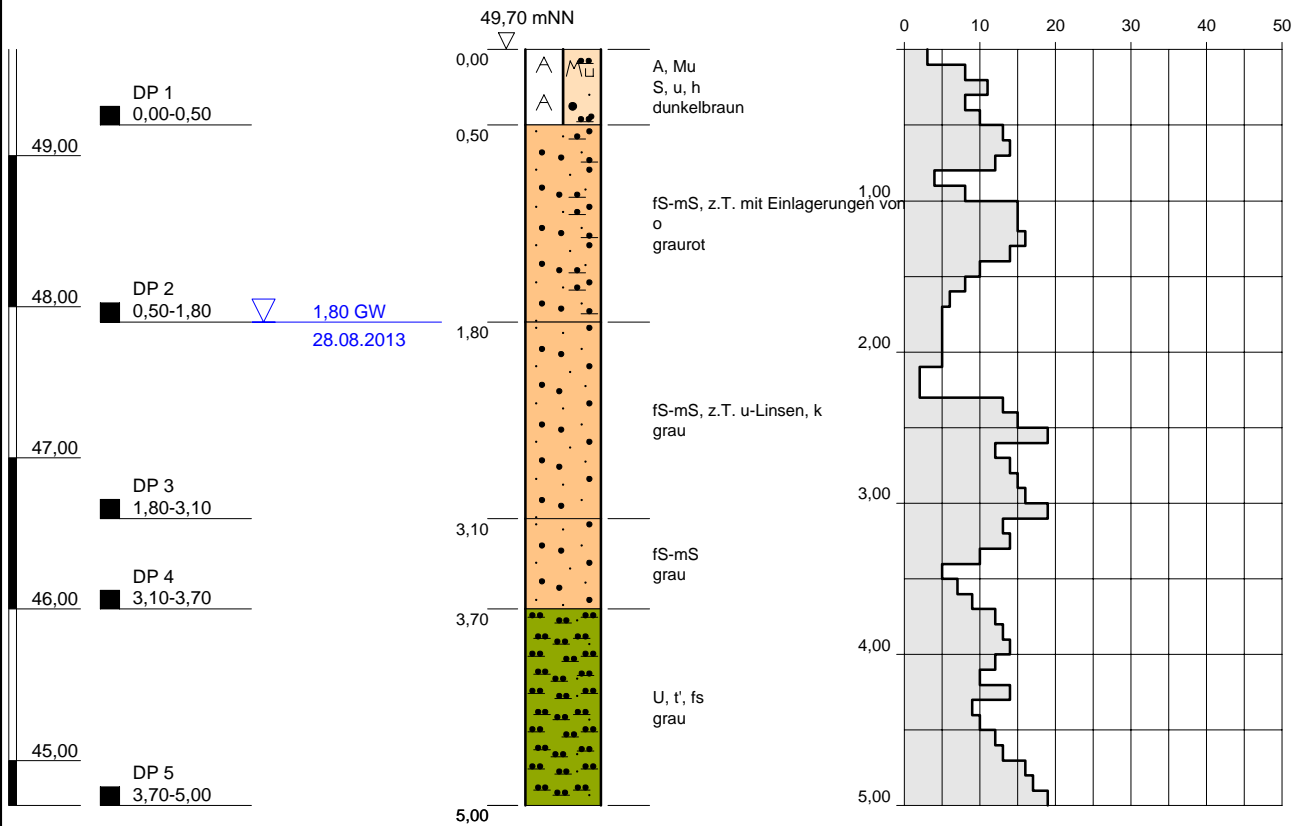 49,70 mNN
0 10 20 30 40 50
0,00
A, Mu
S, u, h
dunkelbraun
A
Mu
A
DP 1
0,00-0,50
0,50
49,00
fS-mS, z.T. mit Einlagerungen von
o
graurot
1,00
DP 2
0,50-1,80
48,00
1,80 GW
28.08.2013
1,80
2,00
fS-mS, z.T. u-Linsen, k
grau
47,00
DP 3
1,80-3,10
3,00
3,10
fS-mS
grau
DP 4
3,10-3,70
46,00
3,70
4,00
U, t', fs
grau
45,00
DP 5
3,70-5,00
5,00
5,00